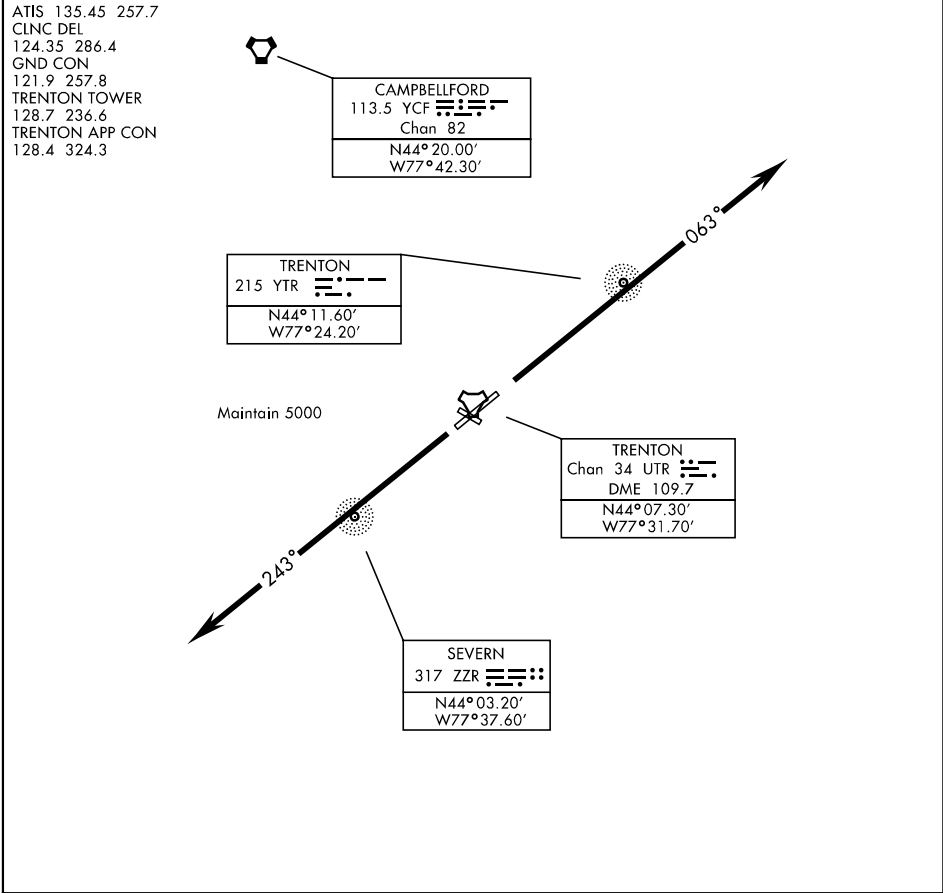 ATIS 135.45 257.7
CLNC DEL
124.35 286.4
GND CON
121.9 257.8
TRENTON TOWER
128.7 236.6
TRENTON APP CON
128.4 324.3
CAMPBELLFORD
113.5 YCF
Chan 82
N44° 20.00′
W77° 42.30′
063°
TRENTON
215 YTR
N44° 11.60′
W77° 24.20′
Maintain 5000
TRENTON
Chan 34 UTR
DME 109.7
N44° 07.30′
W77° 31.70′
243°
SEVERN
317 ZZR
N44° 03.20′
W77° 37.60′